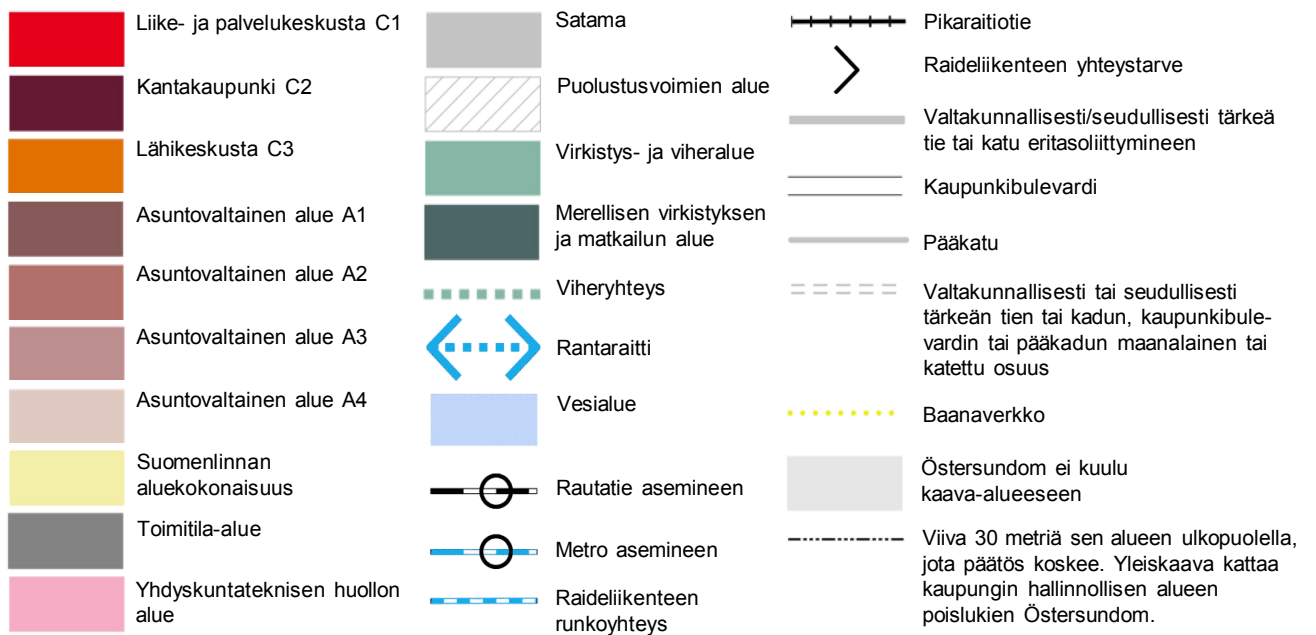 Liike- ja palvelukeskusta C1
Kantakaupunki C2
Lähikeskusta C3
Asuntovaltainen alue A1
Asuntovaltainen alue A2
Asuntovaltainen alue A3
Asuntovaltainen alue A4
Suomenlinnan
aluekokonaisuus
Toimitila-alue
Yhdyskuntateknisen huollon
alue
Satama
Puolustusvoimien alue
Virkistys- ja viheralue
Merellisen virkistyksen
ja matkailun alue
Viheryhteys
Rantaraitti
Vesialue
Rautatie asemineen
Metro asemineen
Raideliikenteen
runkoyhteys
Pikaraitiotie
Raideliikenteen yhteystarve
Valtakunnallisesti/seudullisesti tärkeä
tie tai katu eritasoliittymineen
Kaupunkibulevardi
Pääkatu
Valtakunnallisesti tai seudullisesti
tärkeän tien tai kadun, kaupunkibule-
vardin tai pääkadun maanalainen tai
katettu osuus
Baanaverkko
Östersundom ei kuulu
kaava-alueeseen
Viiva 30 metriä sen alueen ulkopuolella,
jota päätös koskee. Yleiskaava kattaa
kaupungin hallinnollisen alueen
poislukien Östersundom.